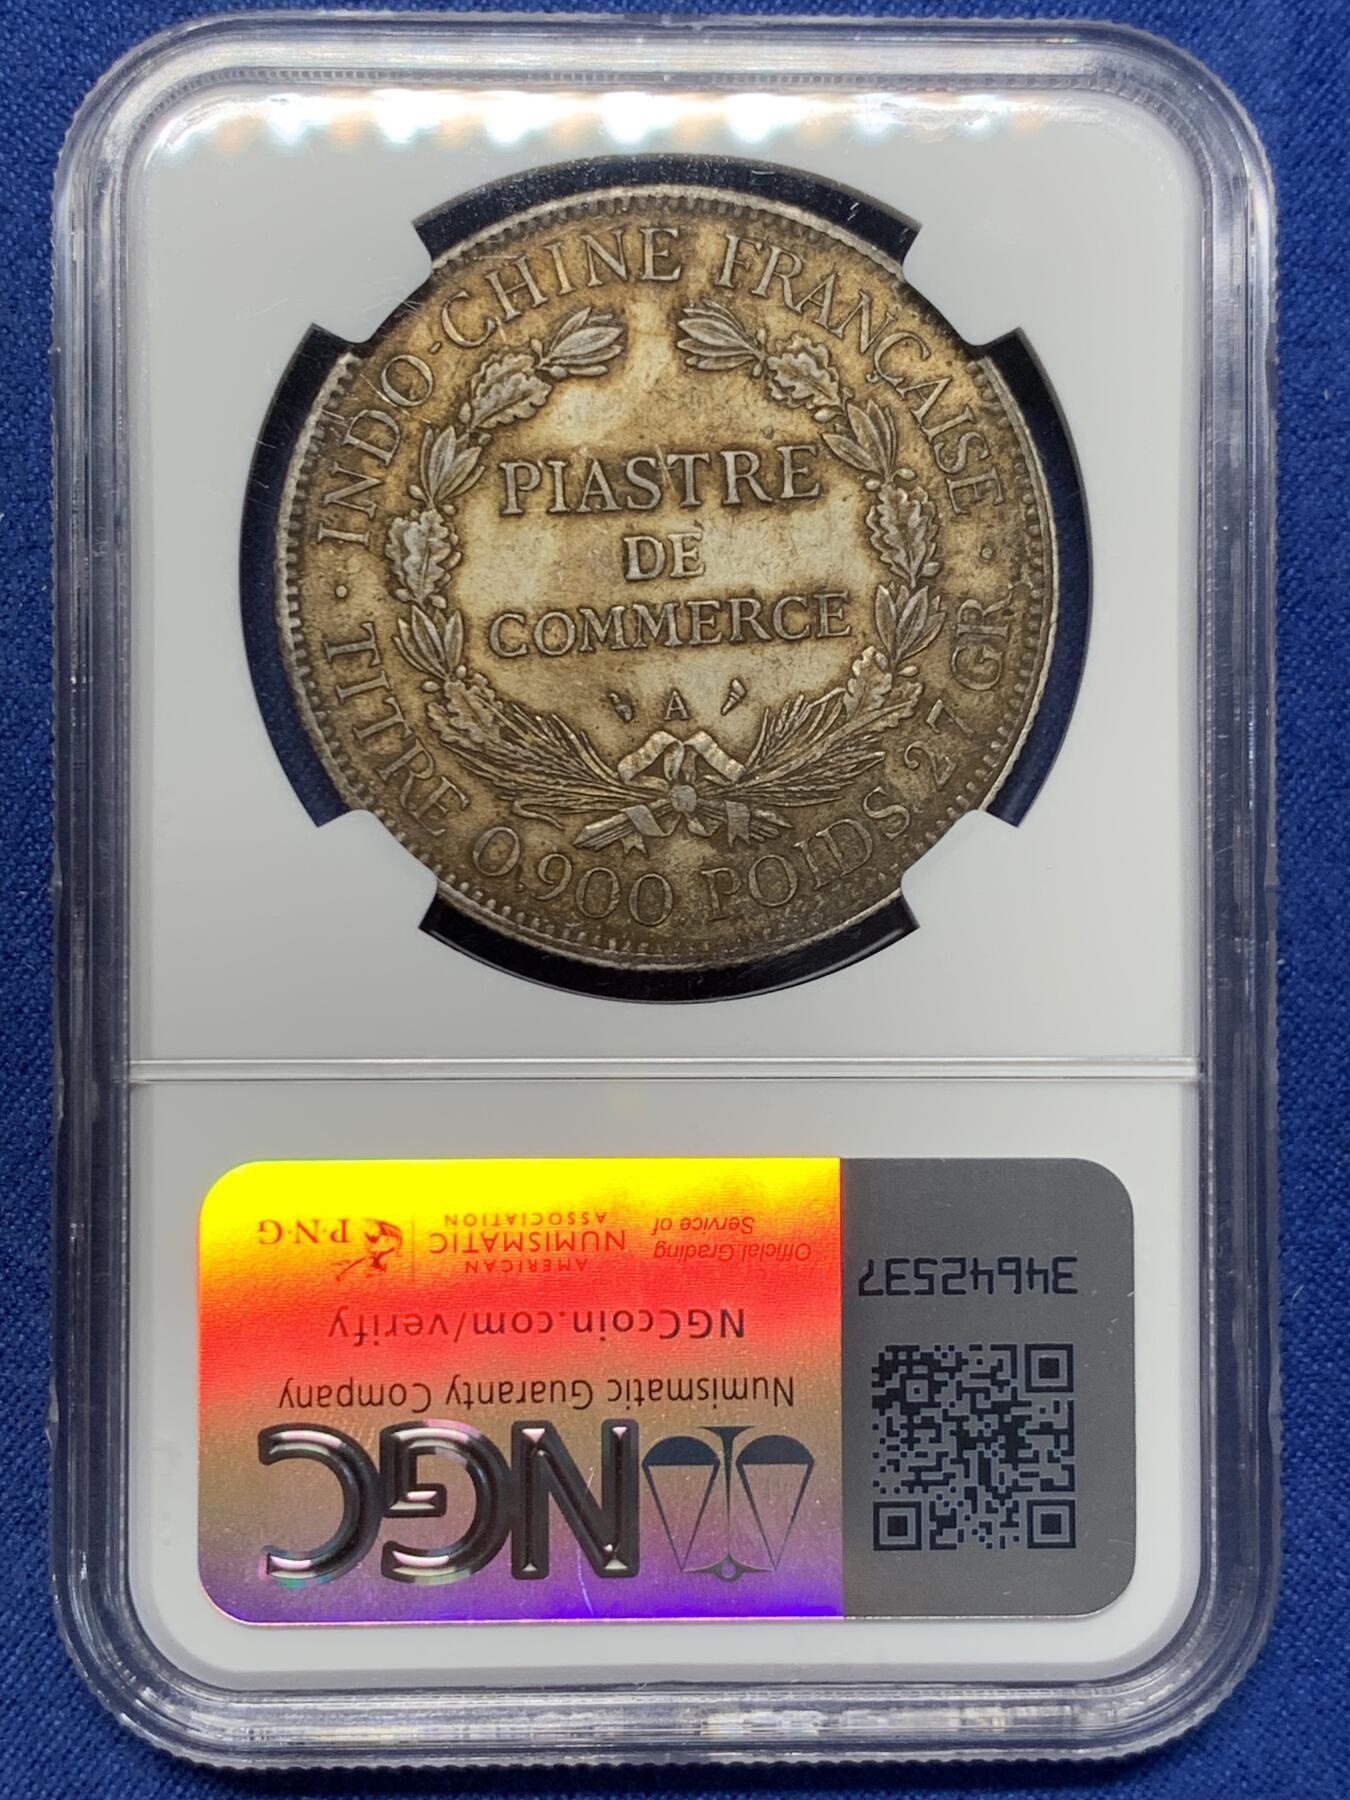 INDO-CHINE FRANÇAISE
PIASTRE
DE
COMMERCE
A
· TITRE 0,900 POIDS. 27 GR. ·
34642537
NGC
Numismatic Guaranty Company
NGCcoin.com/verify
Official Grading
Service of
AMERICAN
NUMISMATIC
ASSOCIATION
P·N·G